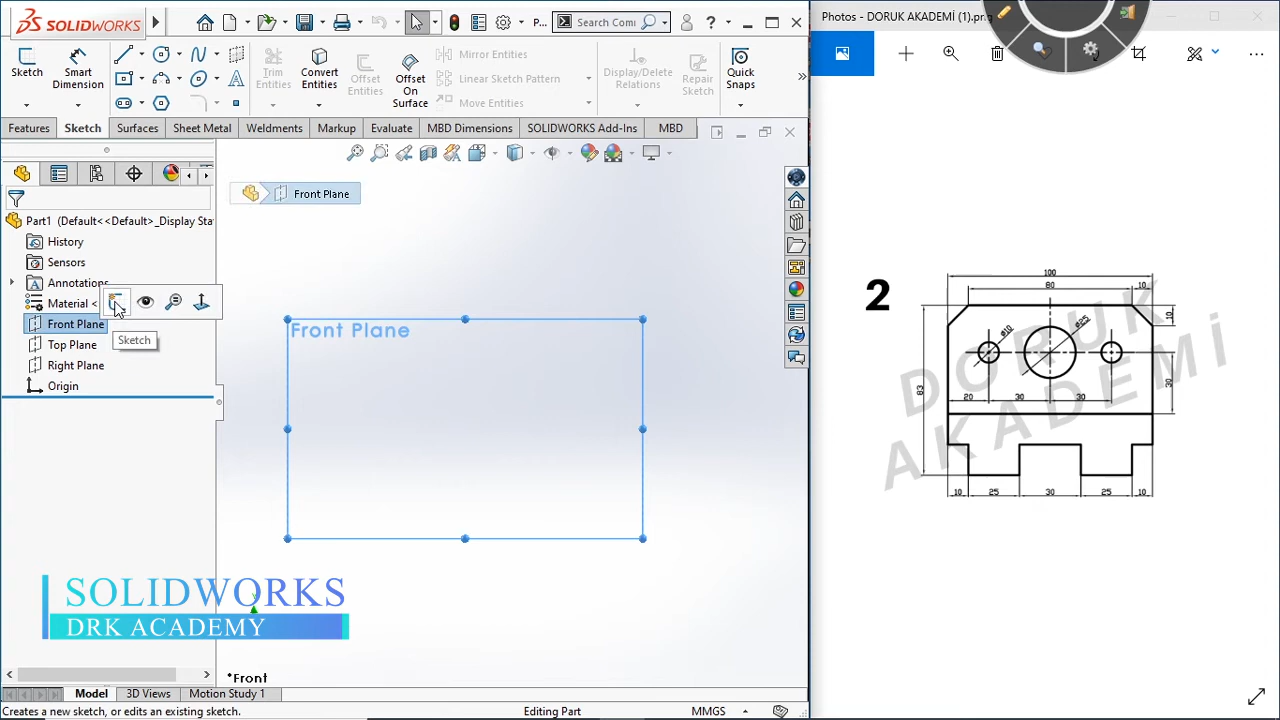 SOLIDWORKS
P...
Search Com
?
Photos - DORUK AKADEMİ (1).png
Sketch
Smart Dimension
Trim Entities
Convert Entities
Offset Entities
Offset On Surface
Mirror Entities
Linear Sketch Pattern
Move Entities
Display/Delete Relations
Repair Sketch
Quick Snaps
Features
Sketch
Surfaces
Sheet Metal
Weldments
Markup
Evaluate
MBD Dimensions
SOLIDWORKS Add-Ins
MBD
Front Plane
Part1 (Default<<Default>_Display Sta
History
Sensors
Annotations
Material <
Front Plane
Sketch
Top Plane
Right Plane
Origin
Front Plane
2
100
80
10
10
Ø10
Ø25
83
30
20
30
30
10
25
30
25
10
DORUK
AKADEMİ
SOLIDWORKS
DRK ACADEMY
*Front
Model
3D Views
Motion Study 1
Creates a new sketch, or edits an existing sketch.
Editing Part
MMGS